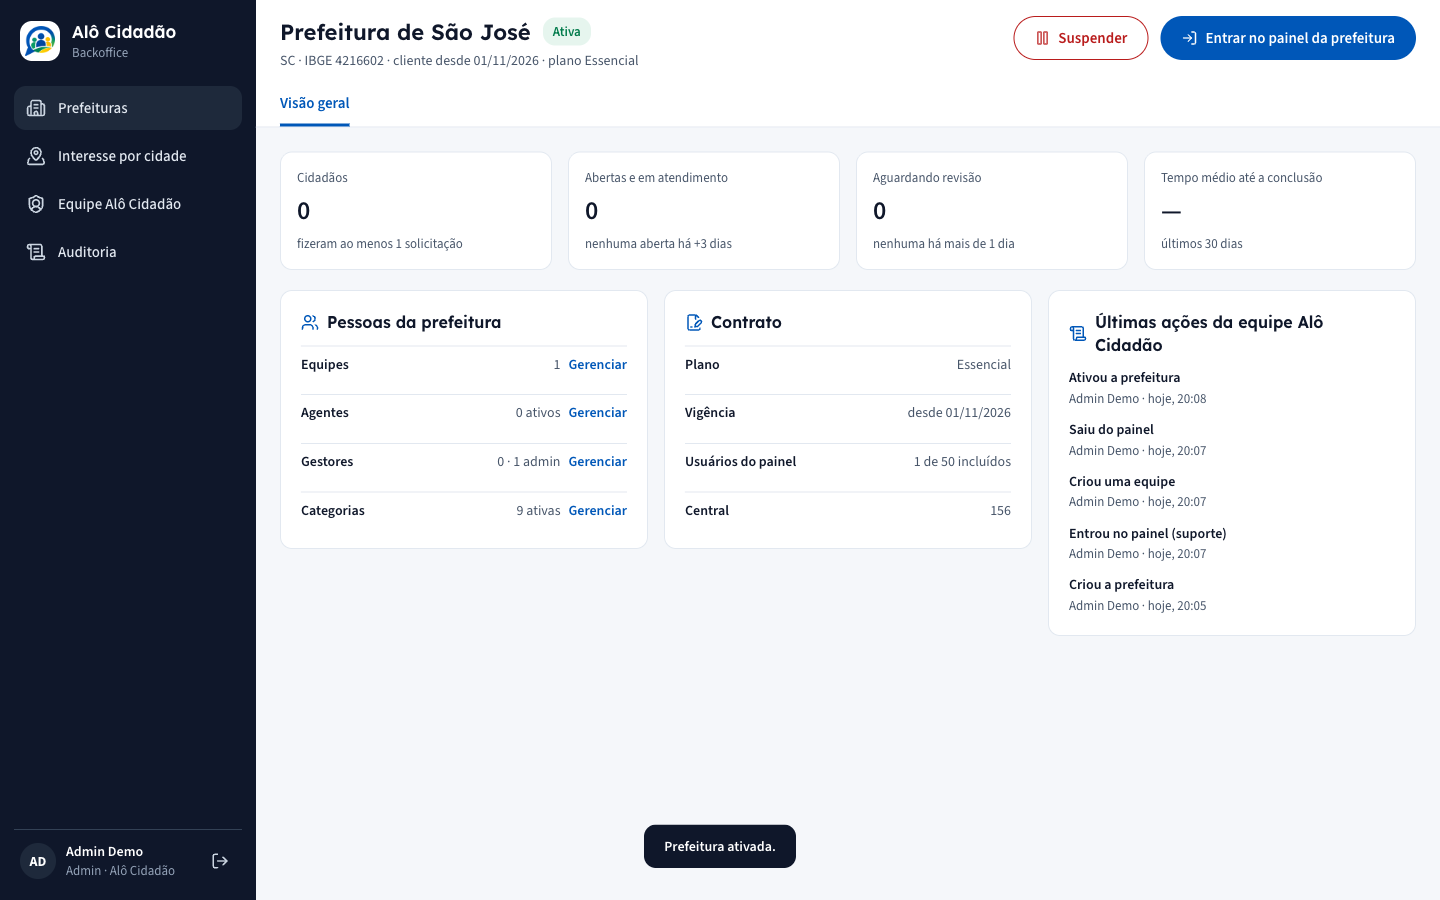 Alô Cidadão
Backoffice
Prefeituras
Interesse por cidade
Equipe Alô Cidadão
Auditoria
AD
Admin Demo
Admin · Alô Cidadão
Prefeitura de São José
Ativa
SC · IBGE 4216602 · cliente desde 01/11/2026 · plano Essencial
Suspender
Entrar no painel da prefeitura
Visão geral
Cidadãos
0
fizeram ao menos 1 solicitação
Abertas e em atendimento
0
nenhuma aberta há +3 dias
Aguardando revisão
0
nenhuma há mais de 1 dia
Tempo médio até a conclusão
—
últimos 30 dias
Pessoas da prefeitura
Equipes 1 Gerenciar
Agentes 0 ativos Gerenciar
Gestores 0 · 1 admin Gerenciar
Categorias 9 ativas Gerenciar
Contrato
Plano Essencial
Vigência desde 01/11/2026
Usuários do painel 1 de 50 incluídos
Central 156
Últimas ações da equipe Alô
Cidadão
Ativou a prefeitura
Admin Demo · hoje, 20:08
Saiu do painel
Admin Demo · hoje, 20:07
Criou uma equipe
Admin Demo · hoje, 20:07
Entrou no painel (suporte)
Admin Demo · hoje, 20:07
Criou a prefeitura
Admin Demo · hoje, 20:05
Prefeitura ativada.